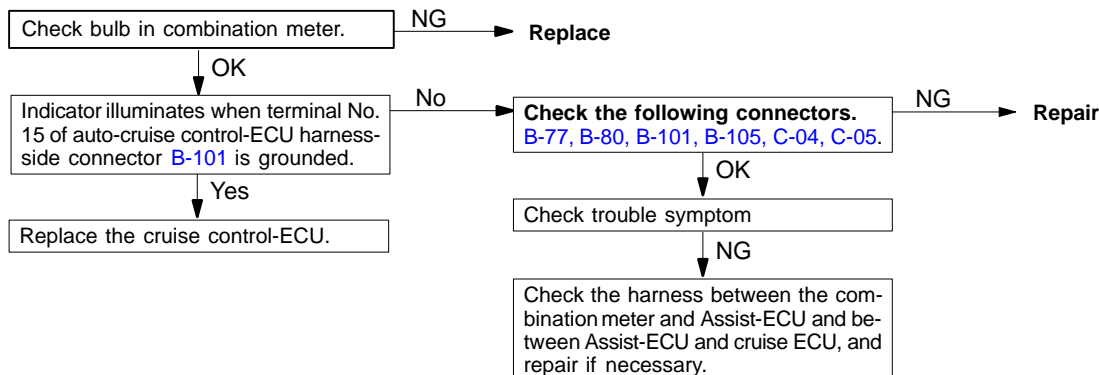 Check bulb in combination meter.
NG
Replace
OK
Indicator illuminates when terminal No.
15 of auto-cruise control-ECU harness-
side connector B-101 is grounded.
No
Check the following connectors.
B-77, B-80, B-101, B-105, C-04, C-05.
NG
Repair
Yes
OK
Replace the cruise control-ECU.
Check trouble symptom
NG
Check the harness between the com-
bination meter and Assist-ECU and be-
tween Assist-ECU and cruise ECU, and
repair if necessary.